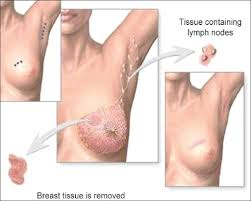 Tissue containing
lymph nodes
Breast tissue is removed